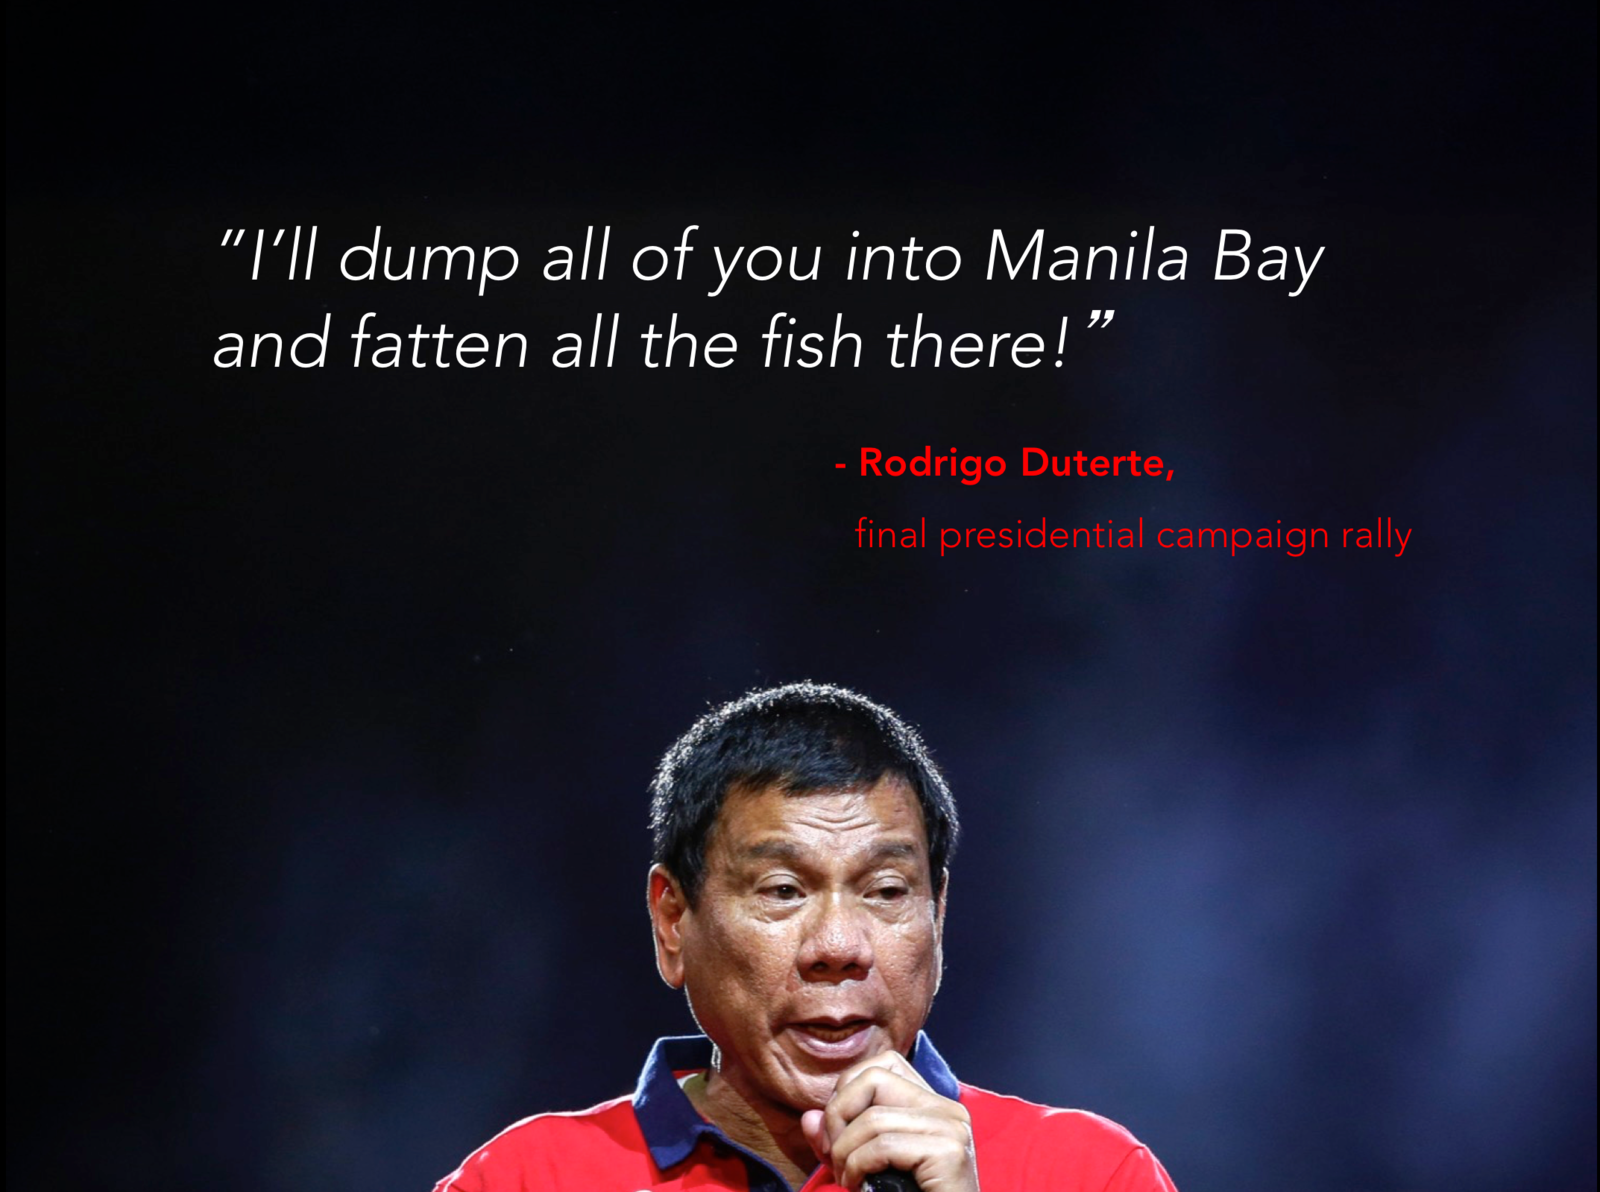 "I'll dump all of you into Manila Bay
and fatten all the fish there!”
- Rodrigo Duterte,
final presidential campaign rally